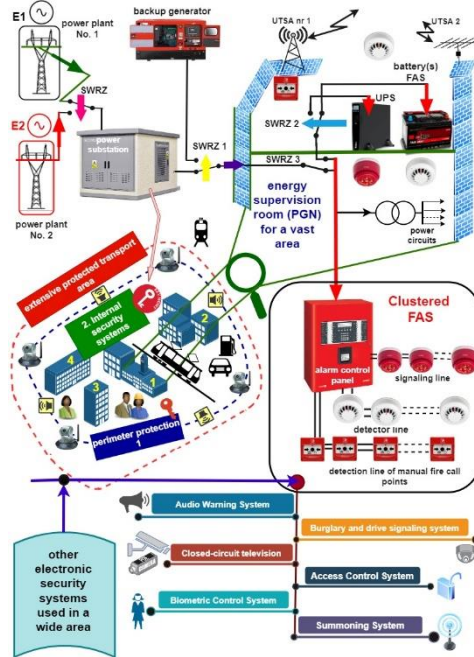 E1
power plant
No. 1
backup generator
UTSA nr 1
UTSA 2
battery(s)
FAS
UPS
SWRZ
E2
SWRZ 2
power
substation
SWRZ 1
SWRZ 3
power plant
No. 2
energy
supervision
room (PGN)
for a vast
area
power
circuits
extensive protected transport
area
2. Internal
security
systems
2
4
3
1
perimeter protection
1
Clustered
FAS
alarm control
panel
signaling line
detector line
detection line of manual fire call
points
other
electronic
security
systems
used in a
wide area
Audio Warning System
Burglary and drive signaling system
Closed-circuit television
Access Control System
Biometric Control System
Summoning System